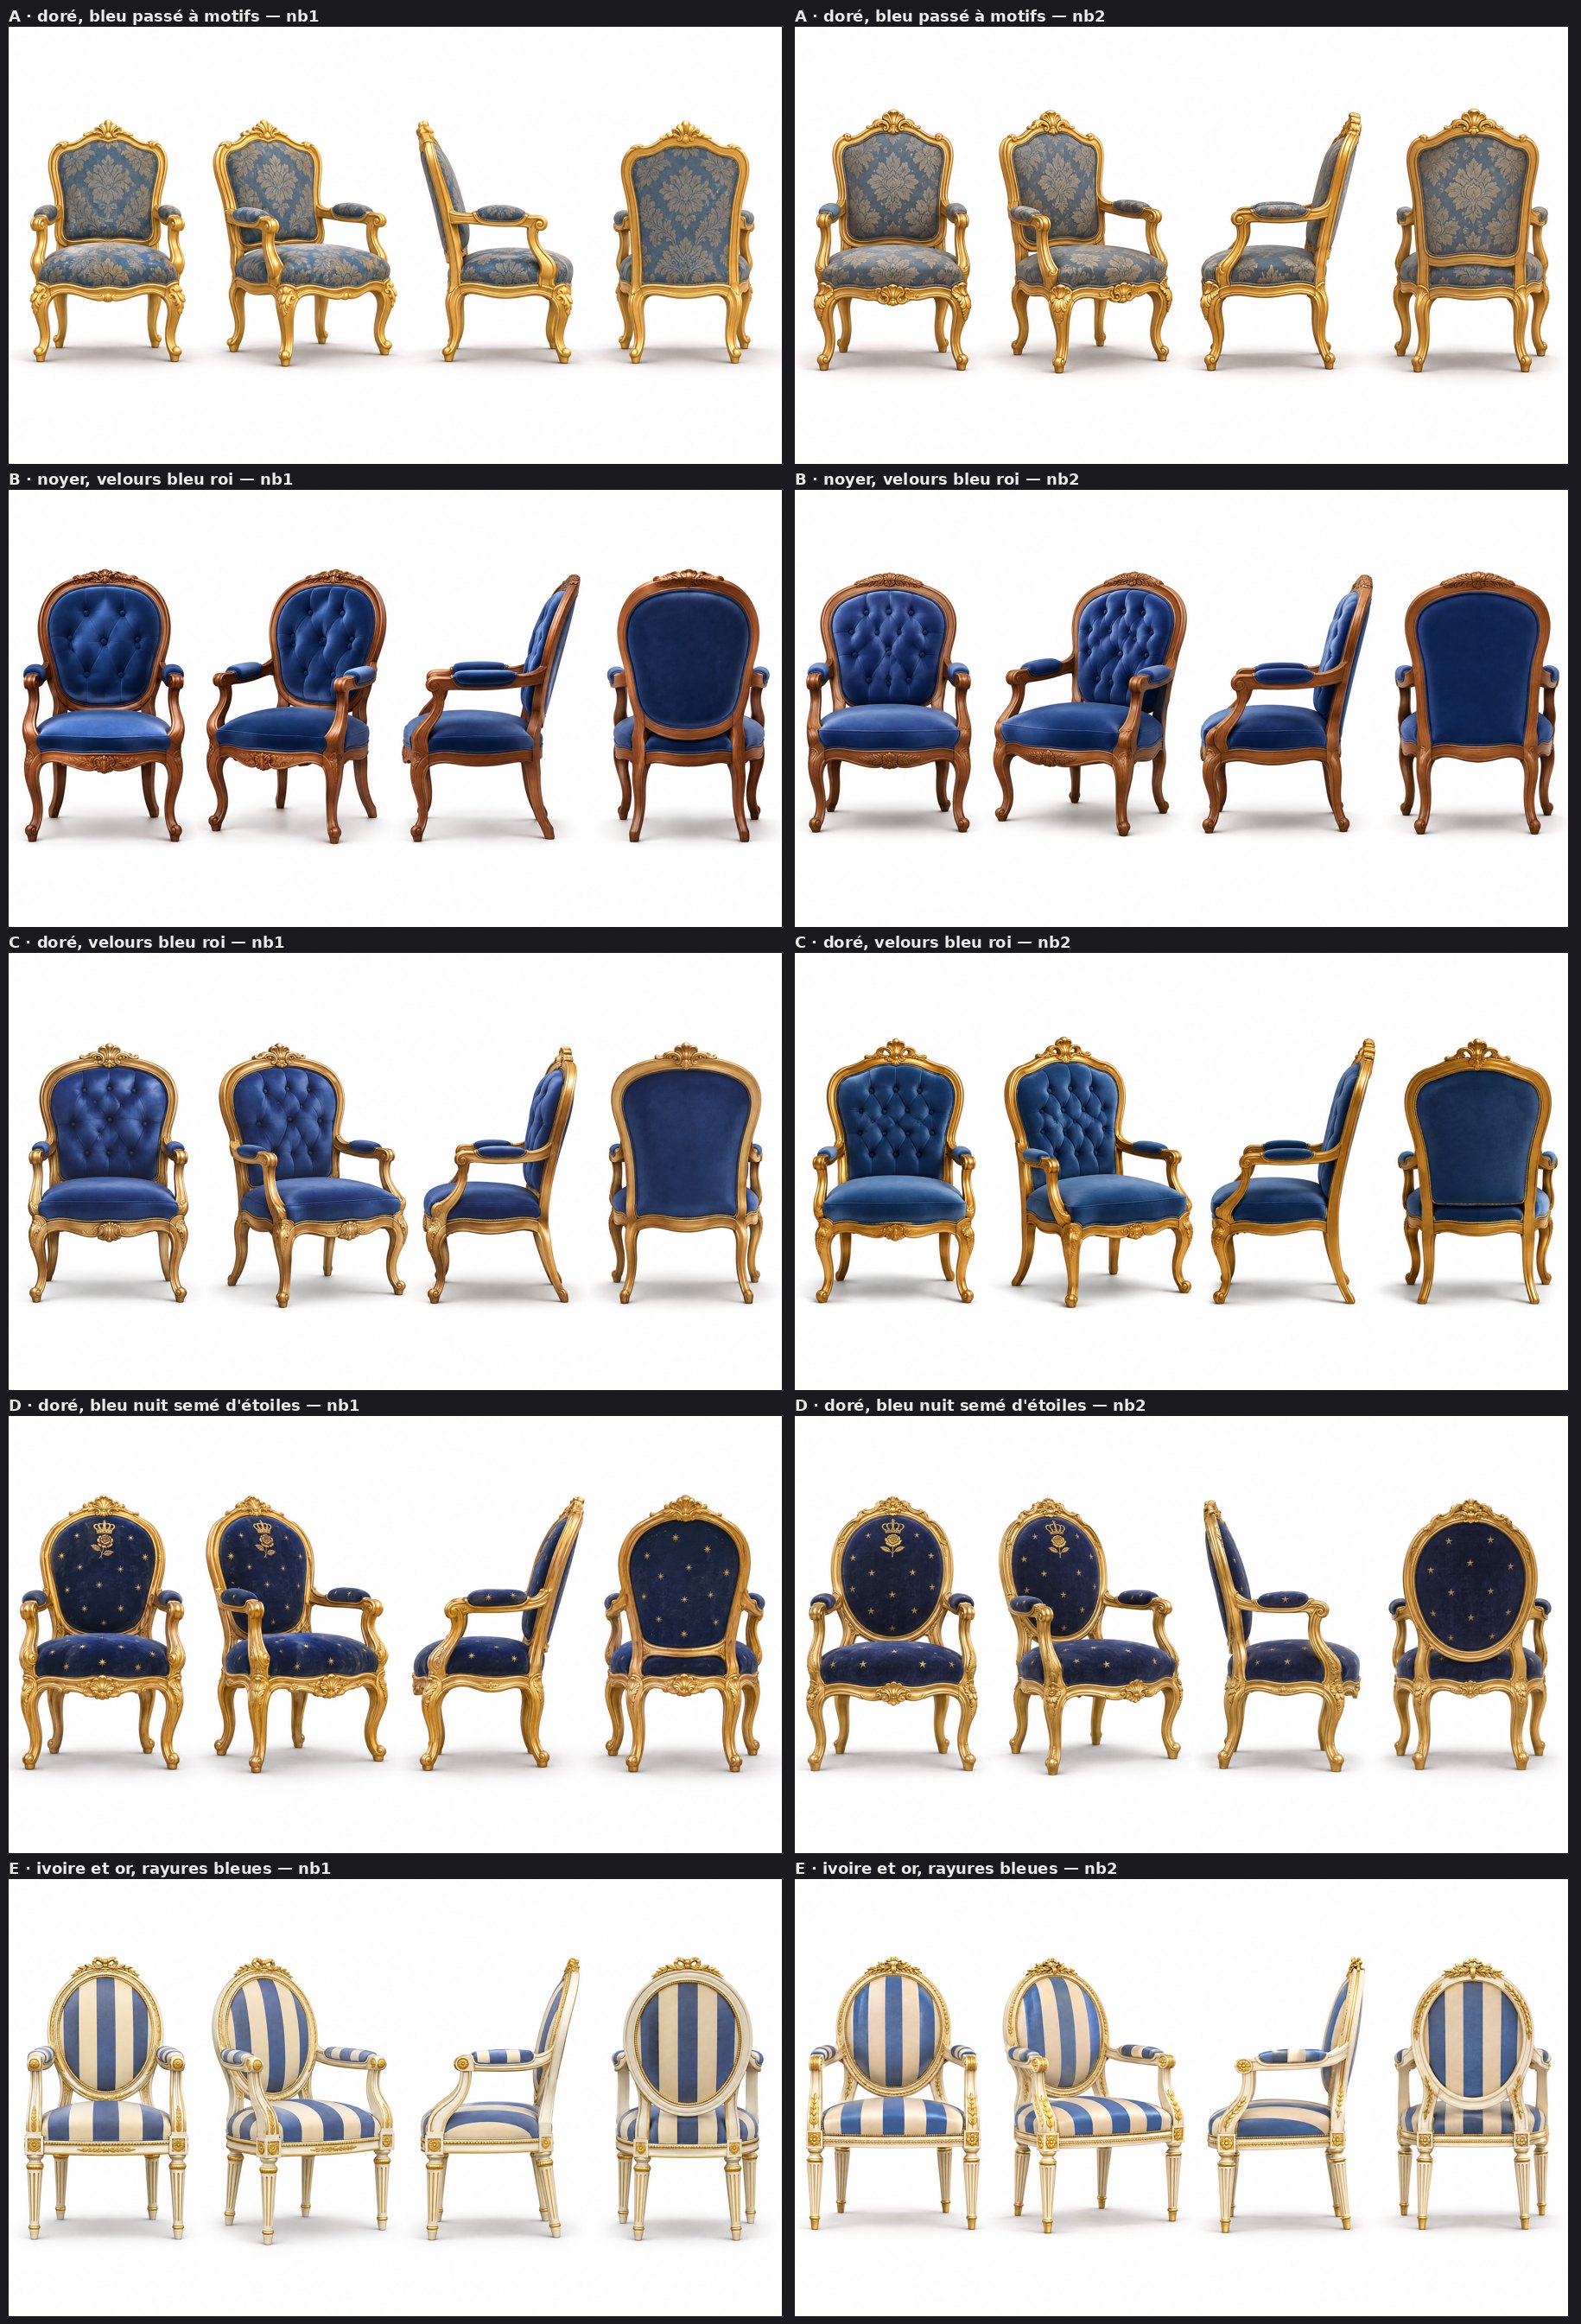 A · doré, bleu passé à motifs — nb1
A · doré, bleu passé à motifs — nb2
B · noyer, velours bleu roi — nb1
B · noyer, velours bleu roi — nb2
C · doré, velours bleu roi — nb1
C · doré, velours bleu roi — nb2
D · doré, bleu nuit semé d'étoiles — nb1
D · doré, bleu nuit semé d'étoiles — nb2
E · ivoire et or, rayures bleues — nb1
E · ivoire et or, rayures bleues — nb2